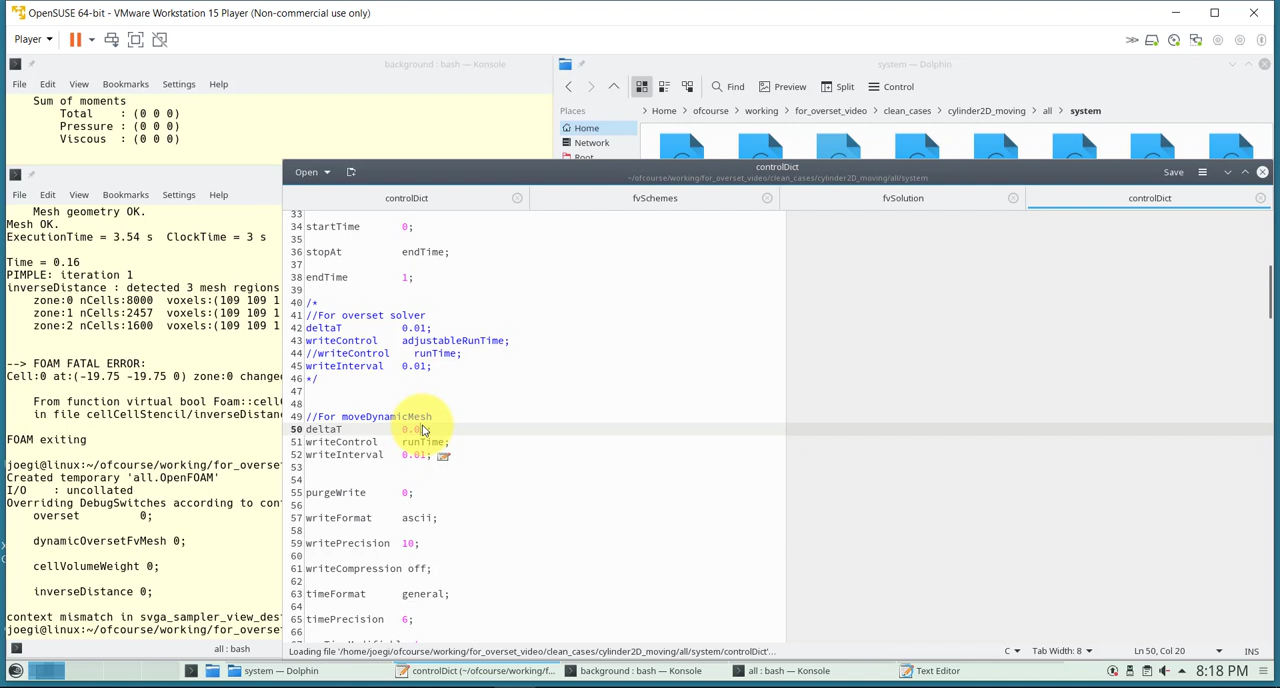 OpenSUSE 64-bit - VMware Workstation 15 Player (Non-commercial use only)
Player
background : bash — Konsole
File Edit View Bookmarks Settings Help
Sum of moments
Total : (0 0 0)
Pressure : (0 0 0)
Viscous : (0 0 0)
system — Dolphin
Find Preview Split Control
Places
Home
Network
Root
Home ofcourse working for_overset_video clean_cases cylinder2D_moving all system
File Edit View Bookmarks Settings Help
Mesh geometry OK.
Mesh OK.
ExecutionTime = 3.54 s ClockTime = 3 s
Time = 0.16
PIMPLE: iteration 1
inverseDistance : detected 3 mesh regions
zone:0 nCells:8000 voxels:(109 109 1
zone:1 nCells:2457 voxels:(109 109 1
zone:2 nCells:1600 voxels:(109 109 1
--> FOAM FATAL ERROR:
Cell:0 at:(-19.75 -19.75 0) zone:0 change
From function virtual bool Foam::cell
in file cellCellStencil/inverseDistan
FOAM exiting
joegi@linux:~/ofcourse/working/for_overset
Created temporary 'all.OpenFOAM'
I/O : uncollated
Overriding DebugSwitches according to con
overset 0;
dynamicOversetFvMesh 0;
cellVolumeWeight 0;
inverseDistance 0;
context mismatch in svga_sampler_view_des
joegi@linux:~/ofcourse/working/for_overset
all : bash
Open
controlDict
~/ofcourse/working/for_overset_video/clean_cases/cylinder2D_moving/all/system
Save
controlDict fvSchemes fvSolution controlDict
33
34 startTime 0;
35
36 stopAt endTime;
37
38 endTime 1;
39
40 /*
41 //For overset solver
42 deltaT 0.01;
43 writeControl adjustableRunTime;
44 //writeControl runTime;
45 writeInterval 0.01;
46 */
47
48
49 //For moveDynamicMesh
50 deltaT 0.0
51 writeControl runTime;
52 writeInterval 0.01;
53
54
55 purgeWrite 0;
56
57 writeFormat ascii;
58
59 writePrecision 10;
60
61 writeCompression off;
62
63 timeFormat general;
64
65 timePrecision 6;
66
Loading file '/home/joegi/ofcourse/working/for_overset_video/clean_cases/cylinder2D_moving/all/system/controlDict'...
C Tab Width: 8 Ln 50, Col 20 INS
system — Dolphin
controlDict (~/ofcourse/working/f...
background : bash — Konsole
all : bash — Konsole
Text Editor
8:18 PM